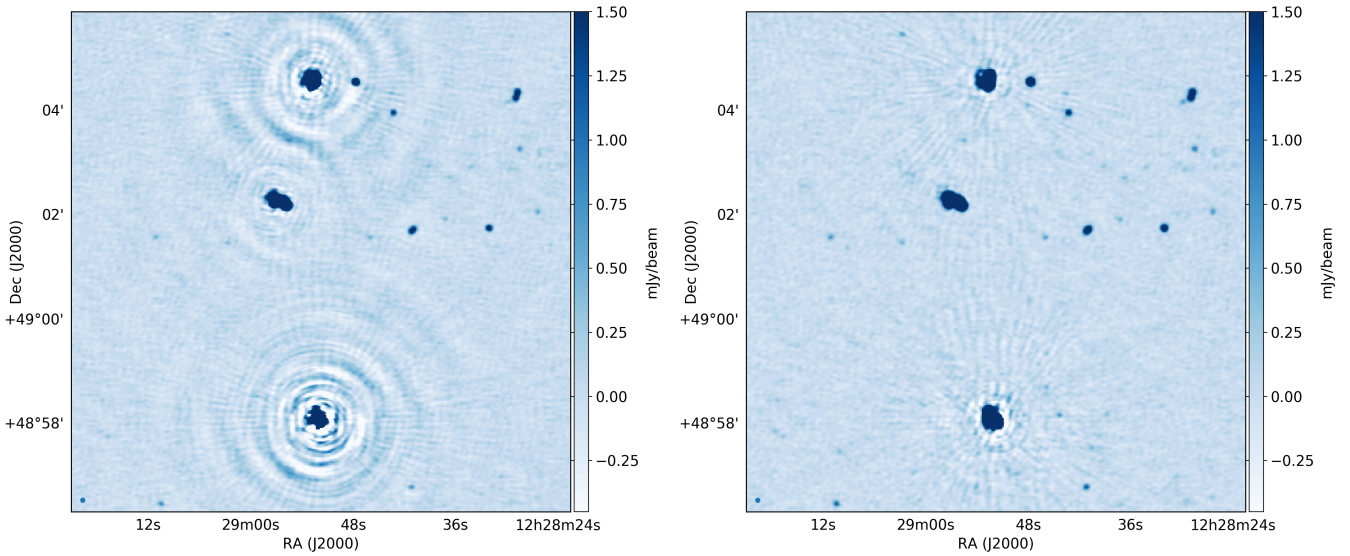 1.50
1.25
1.00
0.75
0.50
0.25
0.00
−0.25
mJy/beam
04'
02'
+49°00'
+48°58'
Dec (J2000)
12s
29m00s
48s
36s
12h28m24s
RA (J2000)
1.50
1.25
1.00
0.75
0.50
0.25
0.00
−0.25
mJy/beam
04'
02'
+49°00'
+48°58'
Dec (J2000)
12s
29m00s
48s
36s
12h28m24s
RA (J2000)